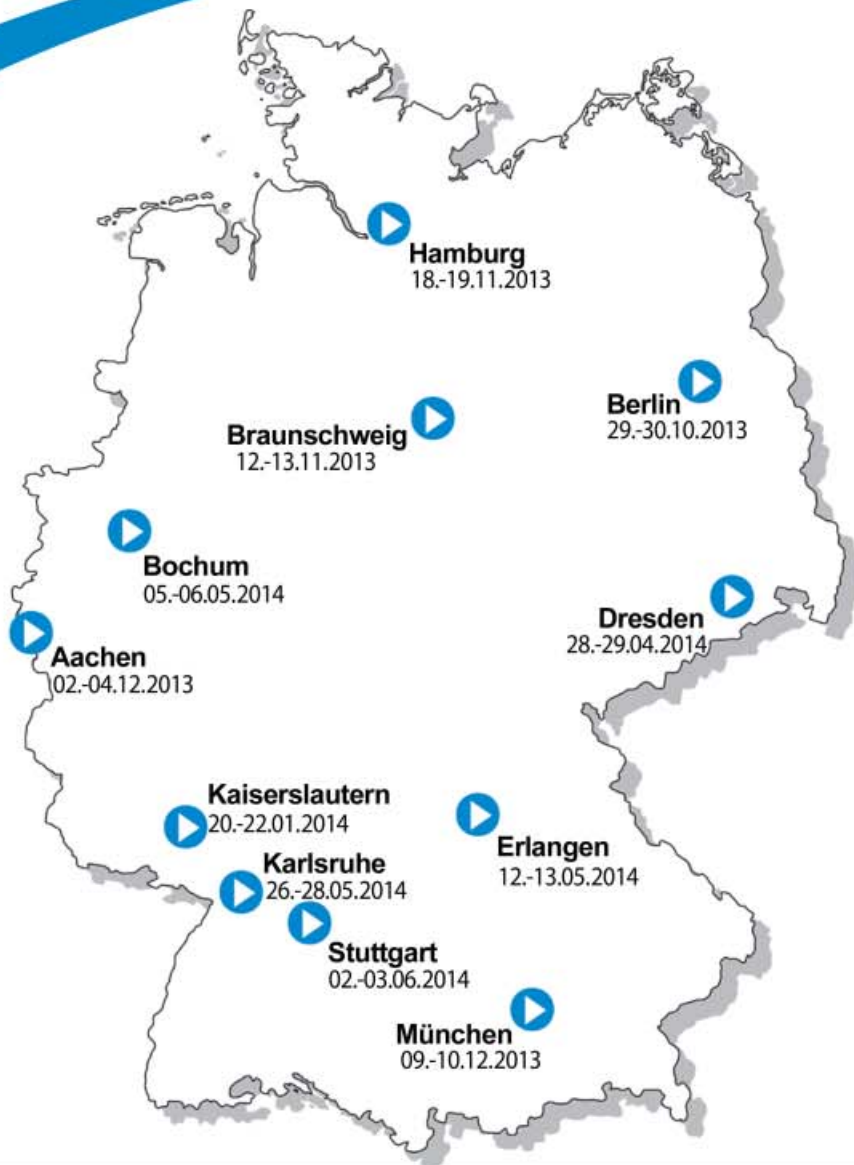 Hamburg
18.-19.11.2013
Berlin
29.-30.10.2013
Braunschweig
12.-13.11.2013
Bochum
05.-06.05.2014
Dresden
28.-29.04.2014
Aachen
02.-04.12.2013
Kaiserslautern
20.-22.01.2014
Erlangen
12.-13.05.2014
Karlsruhe
26.-28.05.2014
Stuttgart
02.-03.06.2014
München
09.-10.12.2013